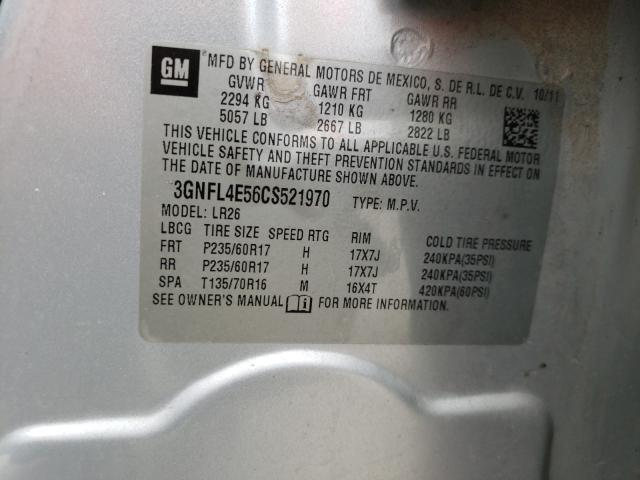 GM
MFD BY GENERAL MOTORS DE MEXICO, S. DE R.L. DE C.V. 10/11
GVWR GAWR FRT GAWR RR
2294 KG 1210 KG 1280 KG
5057 LB 2667 LB 2822 LB
THIS VEHICLE CONFORMS TO ALL APPLICABLE U.S. FEDERAL MOTOR
VEHICLE SAFETY AND THEFT PREVENTION STANDARDS IN EFFECT ON
THE DATE OF MANUFACTURE SHOWN ABOVE.
3GNFL4E56CS521970 TYPE: M.P.V.
MODEL: LR26
LBCG TIRE SIZE SPEED RTG RIM COLD TIRE PRESSURE
FRT P235/60R17 H 17X7J 240KPA(35PSI)
RR P235/60R17 H 17X7J 240KPA(35PSI)
SPA T135/70R16 M 16X4T 420KPA(60PSI)
SEE OWNER'S MANUAL FOR MORE INFORMATION.